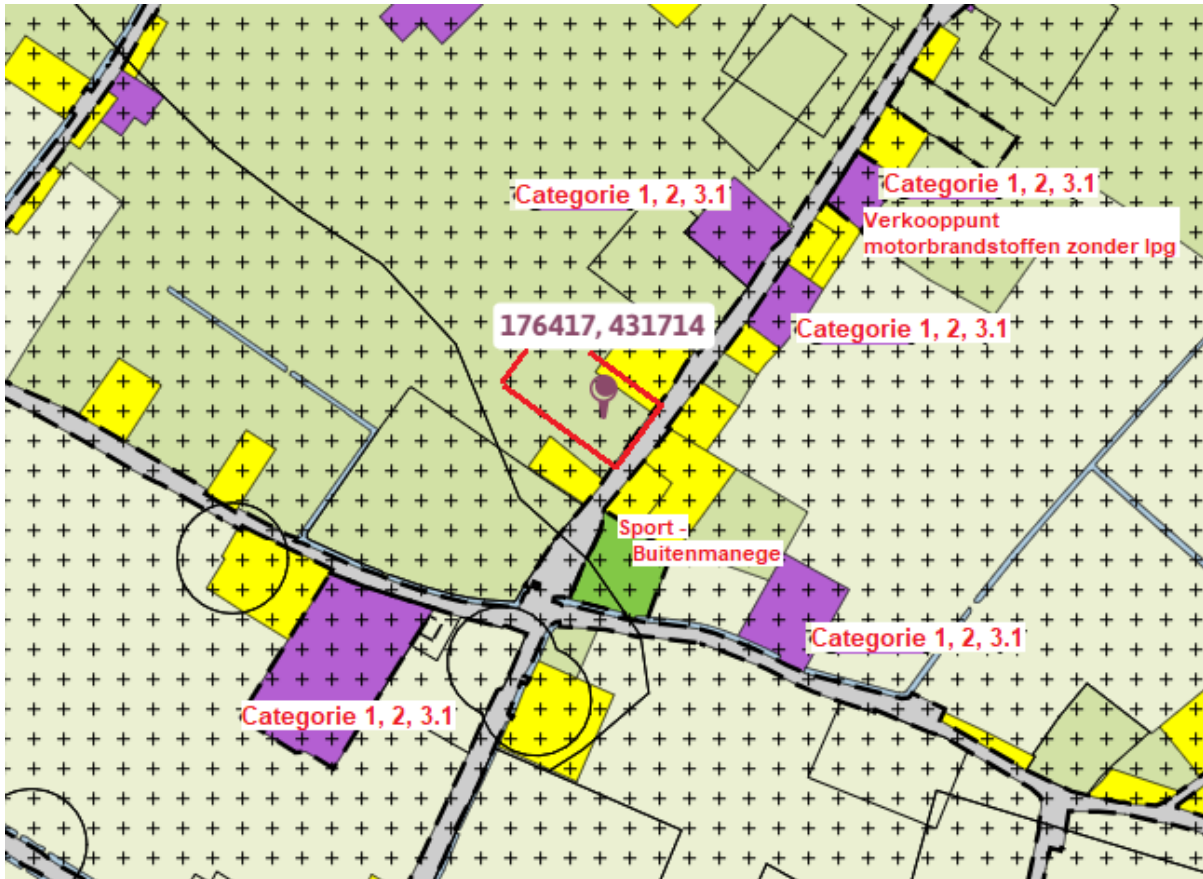 Categorie 1, 2, 3.1
Categorie 1, 2, 3.1
Verkooppunt
motorbrandstoffen zonder lpg
176417, 431714
Categorie 1, 2, 3.1
Sport -
Buitenmanege
Categorie 1, 2, 3.1
Categorie 1, 2, 3.1